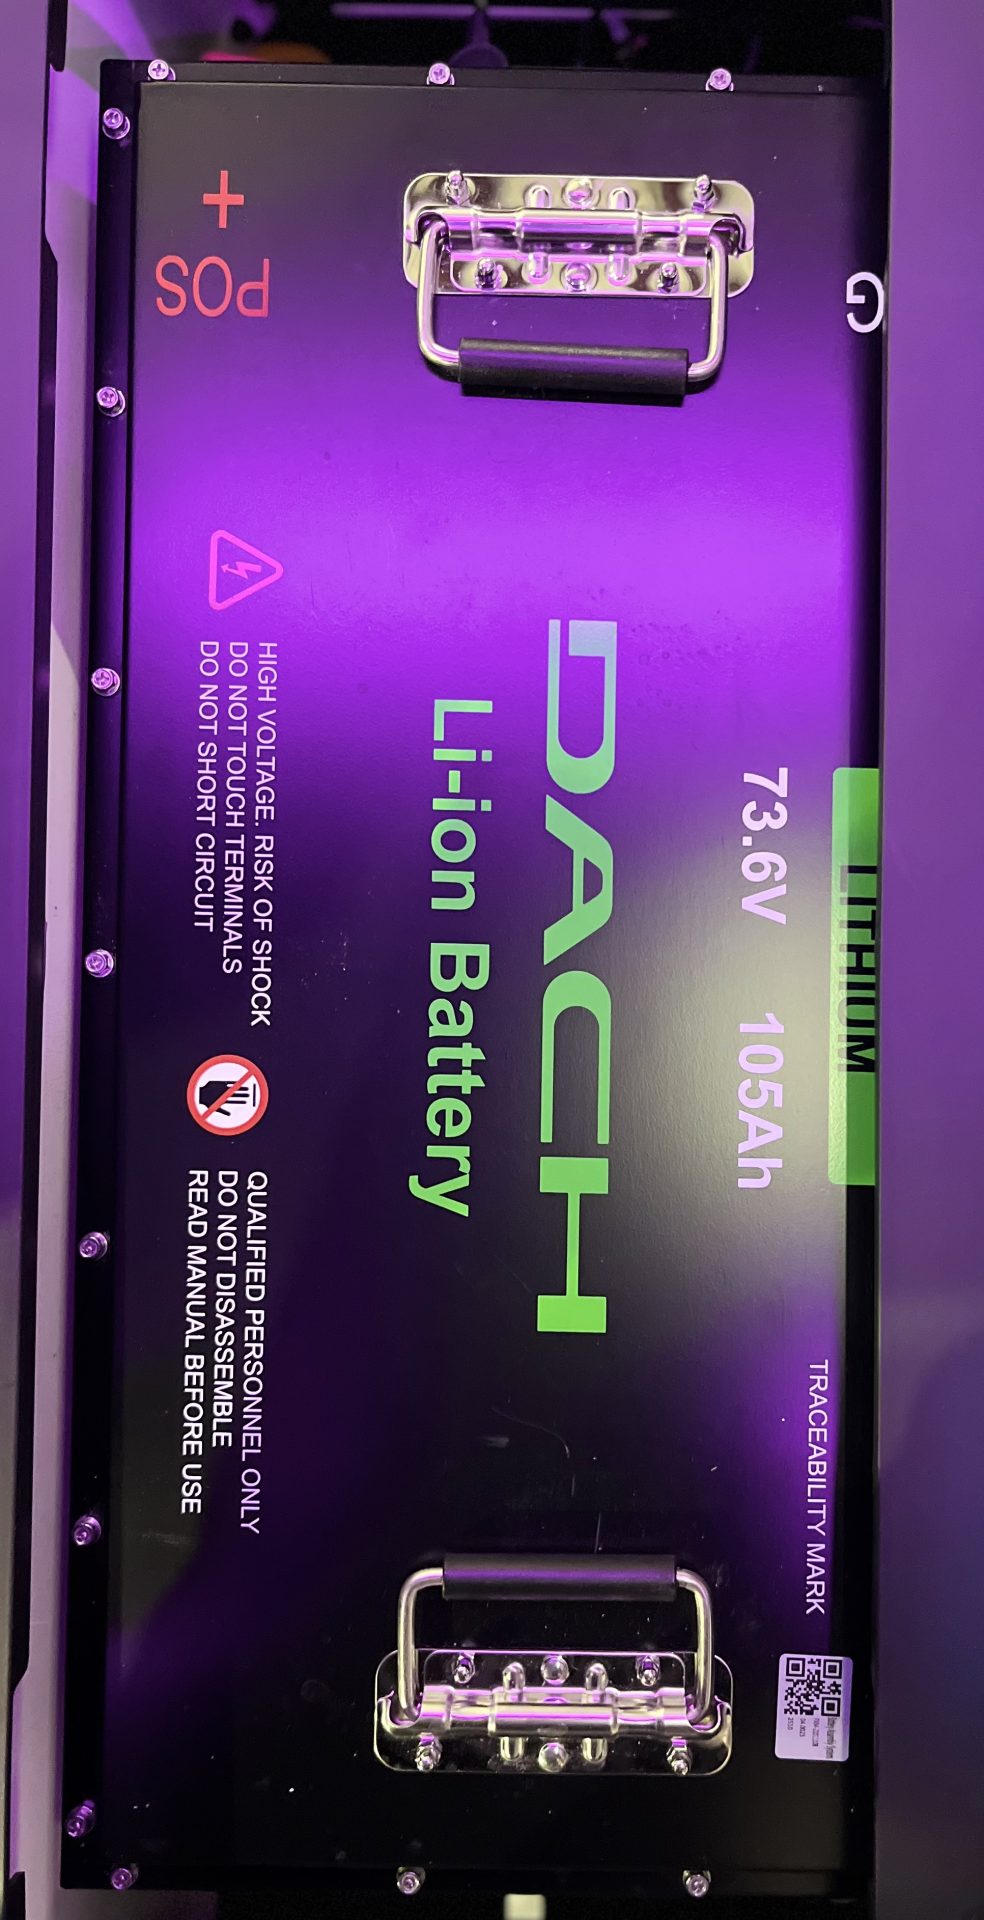 LITHIUM
G
73.6V 105Ah
TRACEABILITY MARK
DACH
Li-ion Battery
HIGH VOLTAGE. RISK OF SHOCK
DO NOT TOUCH TERMINALS
DO NOT SHORT CIRCUIT
QUALIFIED PERSONNEL ONLY
DO NOT DISASSEMBLE
READ MANUAL BEFORE USE
+
POS